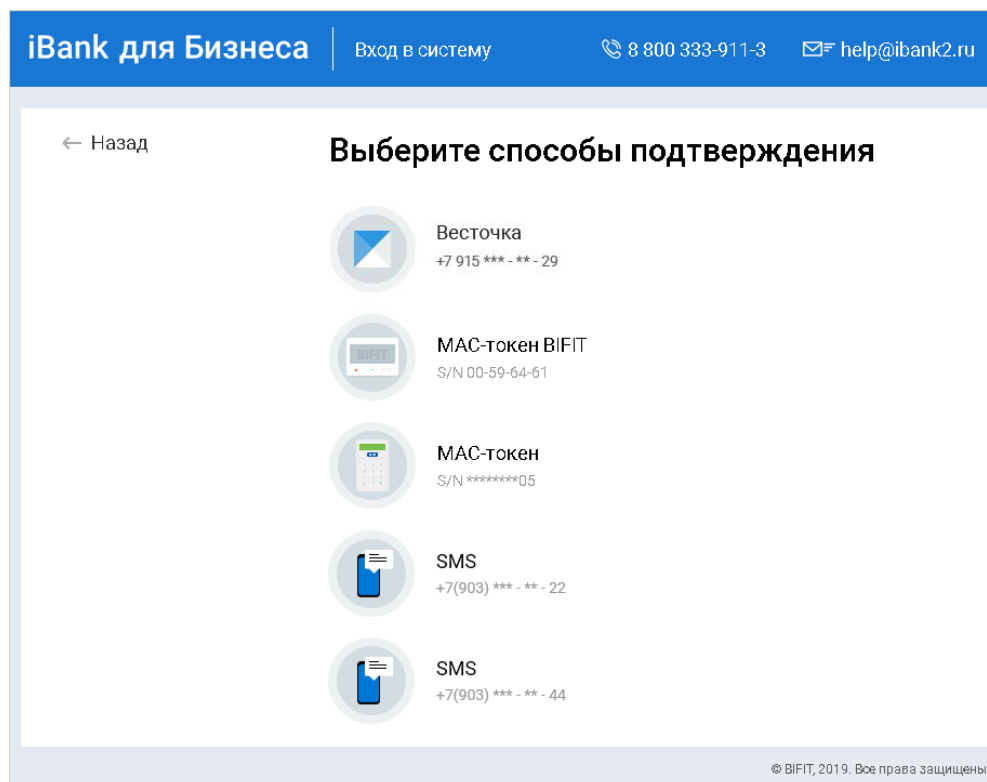 iBank для Бизнеса
Вход в систему
8 800 333-911-3
help@ibank2.ru
← Назад
Выберите способы подтверждения
Весточка
+7 915 *** - ** - 29
BIFIT
MAC-токен BIFIT
S/N 00-59-64-61
MAC-токен
S/N ********05
SMS
+7(903) *** - ** - 22
SMS
+7(903) *** - ** - 44
© BIFIT, 2019. Все права защищены